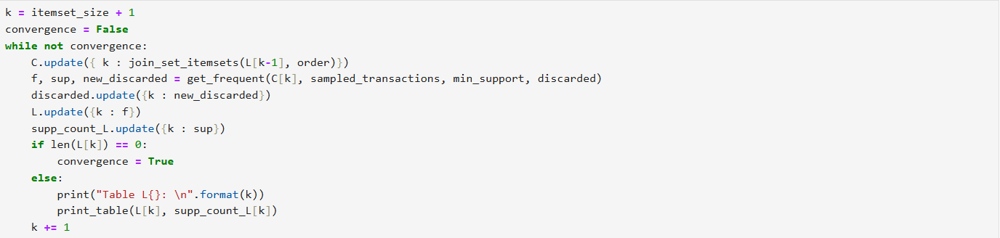 k = itemset_size + 1
convergence = False
while not convergence:
    C.update({ k : join_set_itemsets(L[k-1], order)})
    f, sup, new_discarded = get_frequent(C[k], sampled_transactions, min_support, discarded)
    discarded.update({k : new_discarded})
    L.update({k : f})
    supp_count_L.update({k : sup})
    if len(L[k]) == 0:
        convergence = True
    else:
        print("Table L{}: \n".format(k))
        print_table(L[k], supp_count_L[k])
    k += 1